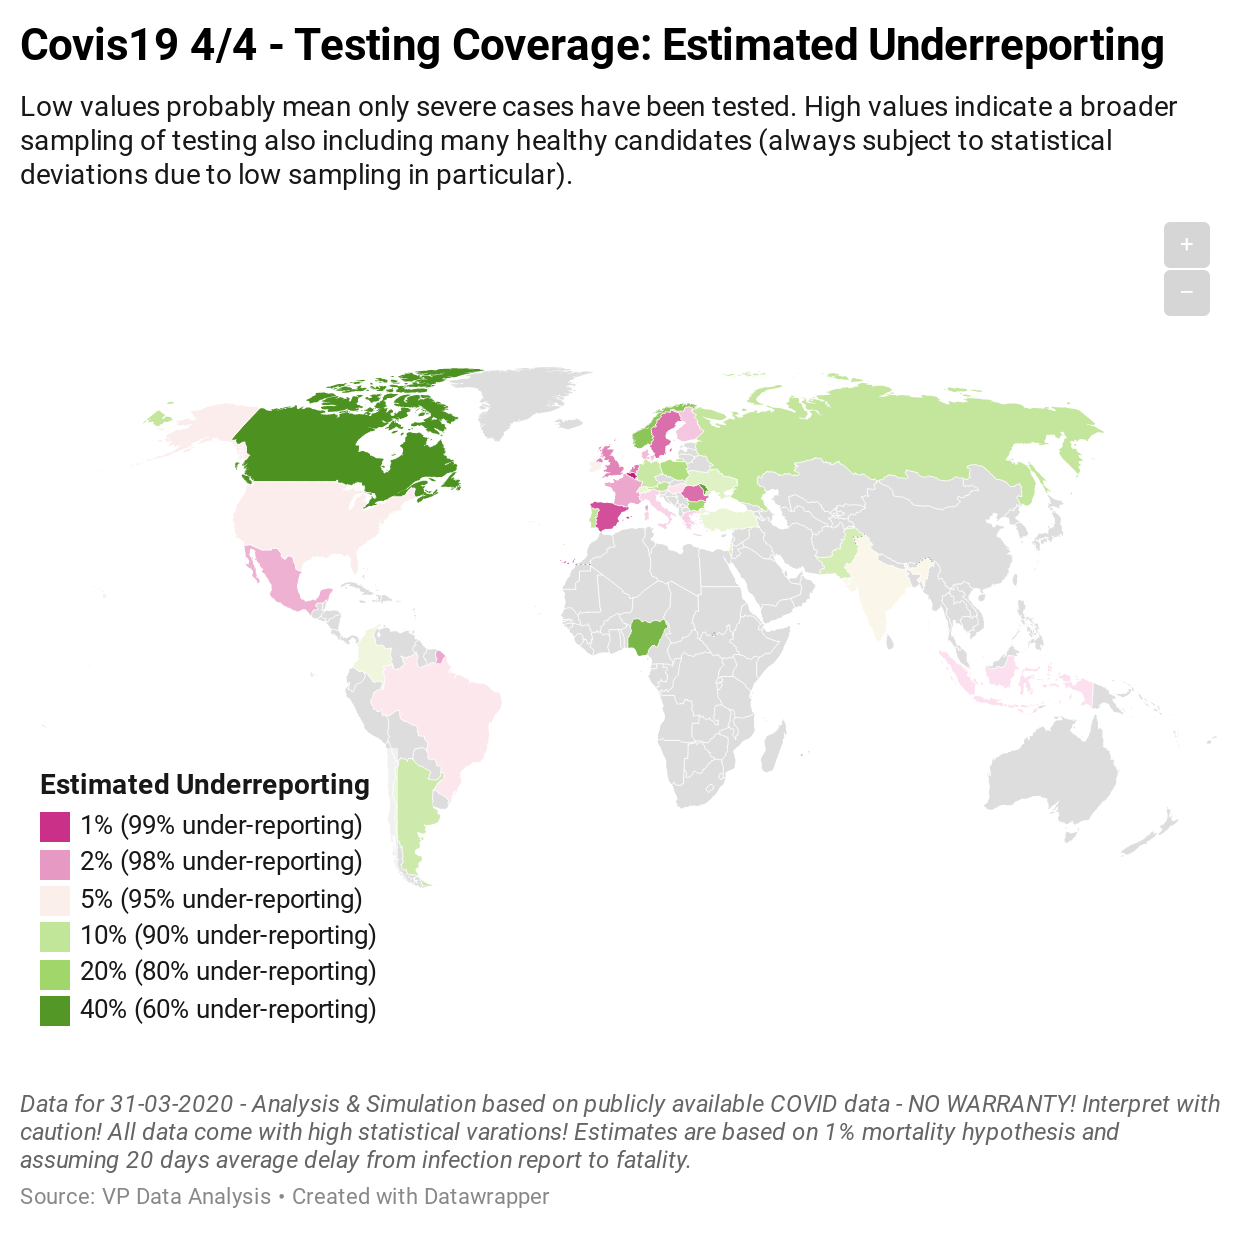 Covis19 4/4 - Testing Coverage: Estimated Underreporting
Low values probably mean only severe cases have been tested. High values indicate a broader
sampling of testing also including many healthy candidates (always subject to statistical
deviations due to low sampling in particular).
+
−
Estimated Underreporting
1% (99% under-reporting)
2% (98% under-reporting)
5% (95% under-reporting)
10% (90% under-reporting)
20% (80% under-reporting)
40% (60% under-reporting)
Data for 31-03-2020 - Analysis & Simulation based on publicly available COVID data - NO WARRANTY! Interpret with
caution! All data come with high statistical varations! Estimates are based on 1% mortality hypothesis and
assuming 20 days average delay from infection report to fatality.
Source: VP Data Analysis • Created with Datawrapper